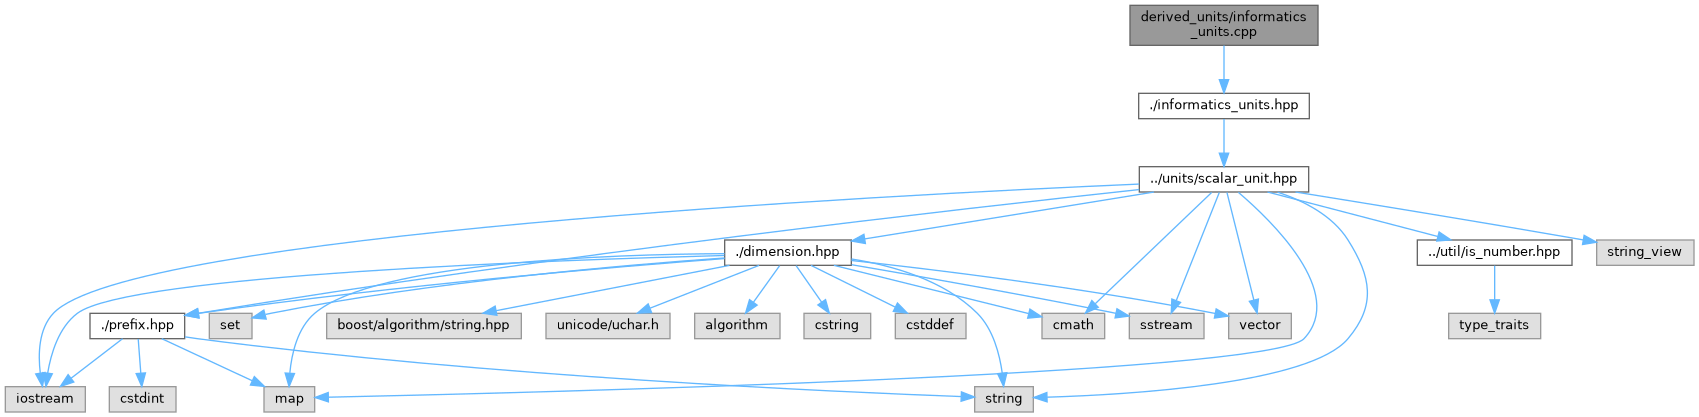 derived_units/informatics
_units.cpp
./informatics_units.hpp
../units/scalar_unit.hpp
./dimension.hpp
../util/is_number.hpp
string_view
./prefix.hpp
set
boost/algorithm/string.hpp
unicode/uchar.h
algorithm
cstring
cstddef
cmath
sstream
vector
type_traits
iostream
cstdint
map
string